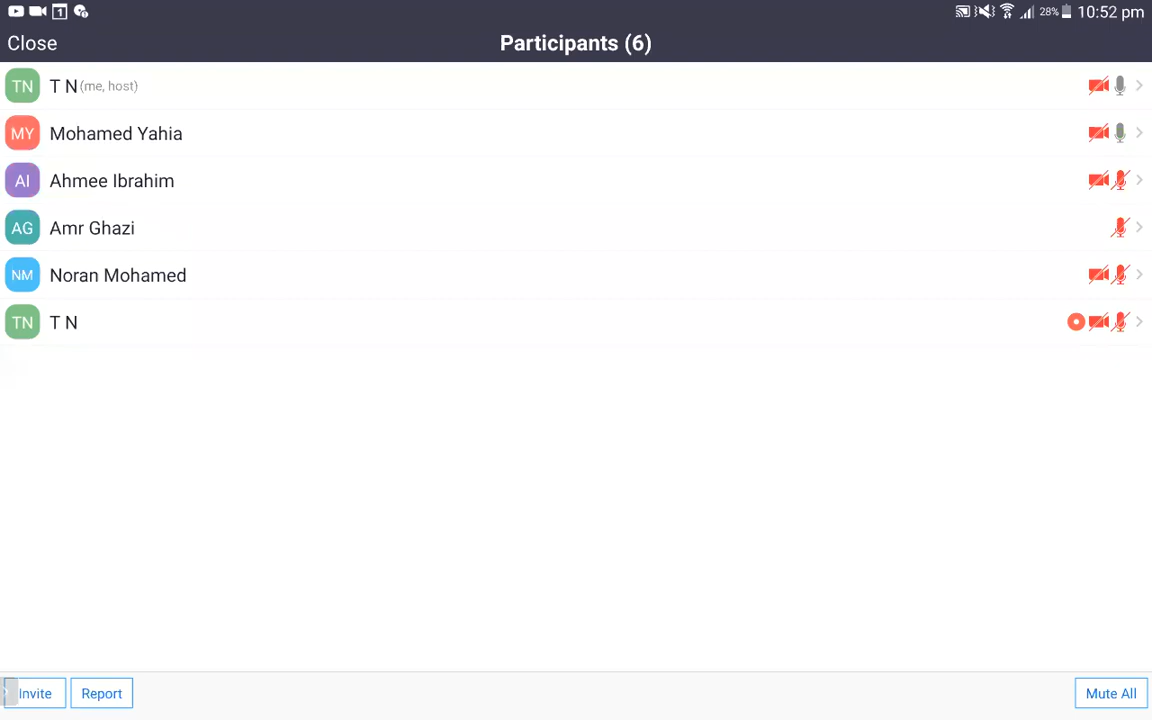 1 28% 10:52 pm
Close Participants (6)
TN T N (me, host)
MY Mohamed Yahia
AI Ahmee Ibrahim
AG Amr Ghazi
NM Noran Mohamed
TN T N
Invite Report Mute All